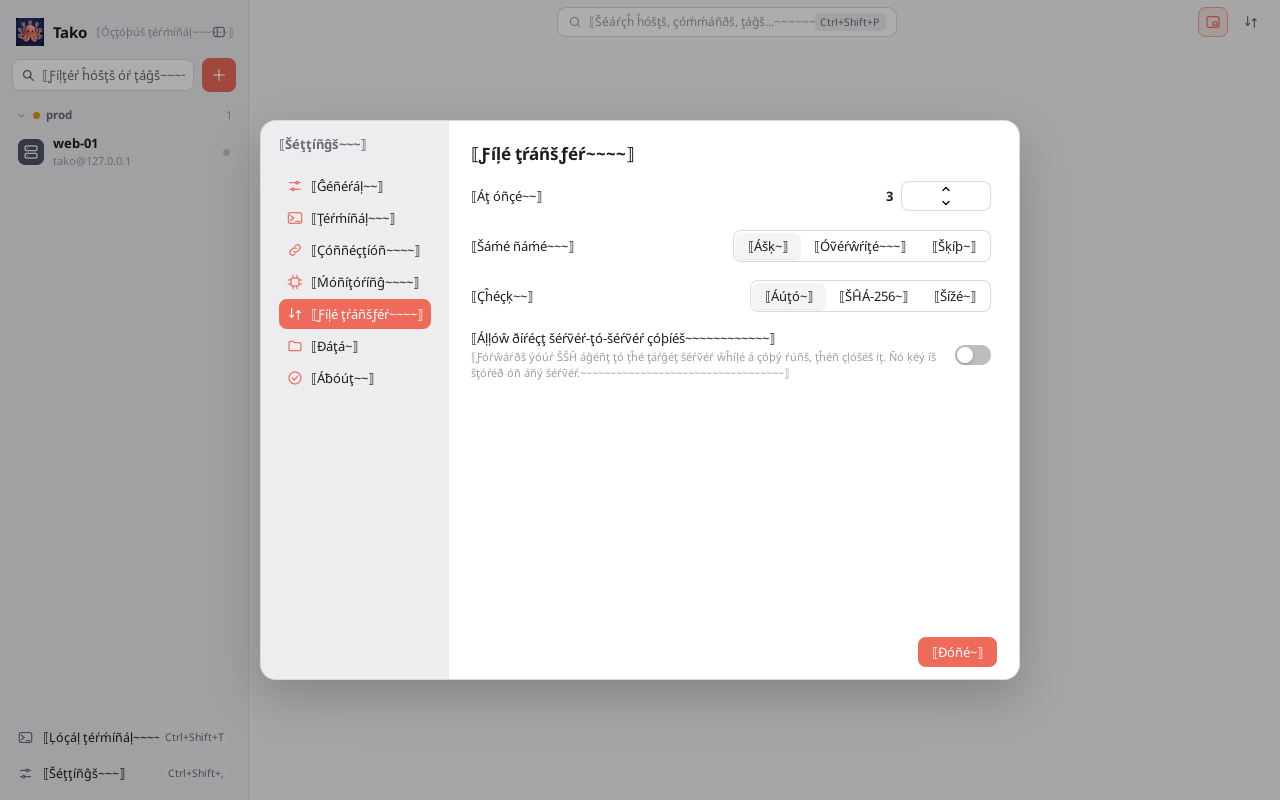 Tako
⟦Óçţóþúš ţéŕḿíñáļ~~~
⟦Šéáŕçĥ ĥóšţš, çóḿḿáñðš, ţáĝš…~~~~~~
Ctrl+Shift+P
⟦Ƒíļţéŕ ĥóšţš óŕ ţáĝš~~~~
prod
1
web-01
tako@127.0.0.1
⟦Šéţţíñĝš~~~⟧
⟦Ĝéñéŕáļ~~⟧
⟦Ţéŕḿíñáļ~~~⟧
⟦Çóññéçţíóñ~~~~⟧
⟦Ḿóñíţóŕíñĝ~~~~⟧
⟦Ƒíļé ţŕáñšƒéŕ~~~~⟧
⟦Ðáţá~⟧
⟦Áƀóúţ~~⟧
⟦Ƒíļé ţŕáñšƒéŕ~~~~⟧
⟦Áţ óñçé~~⟧
3
⟦Šáḿé ñáḿé~~~⟧
⟦Ášķ~⟧
⟦Óṽéŕŵŕíţé~~~⟧
⟦Šķíþ~⟧
⟦Çĥéçķ~~⟧
⟦Áúţó~⟧
⟦ŠĤÁ-256~⟧
⟦Šížé~⟧
⟦Áļļóŵ ðíŕéçţ šéŕṽéŕ-ţó-šéŕṽéŕ çóþíéš~~~~~~~~~~~~⟧
⟦Ƒóŕŵáŕðš ýóúŕ ŠŠĤ áĝéñţ ţó ţĥé ţáŕĝéţ šéŕṽéŕ ŵĥíļé á çóþý ŕúñš, ţĥéñ çļóšéš íţ. Ñó ķéý íš
šţóŕéð óñ áñý šéŕṽéŕ.~~~~~~~~~~~~~~~~~~~~~~~~~~~~~~~~~~⟧
⟦Ðóñé~⟧
⟦Ļóçáļ ţéŕḿíñáļ~~~~
Ctrl+Shift+T
⟦Šéţţíñĝš~~~⟧
Ctrl+Shift+,